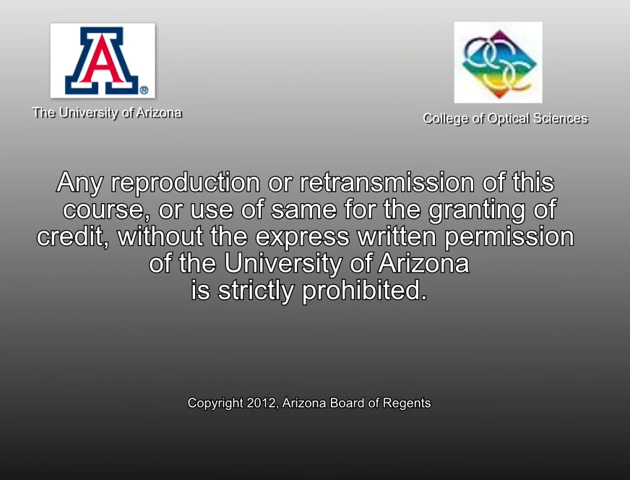 A®
The University of Arizona
OSC
College of Optical Sciences
Any reproduction or retransmission of this
course, or use of same for the granting of
credit, without the express written permission
of the University of Arizona
is strictly prohibited.
Copyright 2012, Arizona Board of Regents